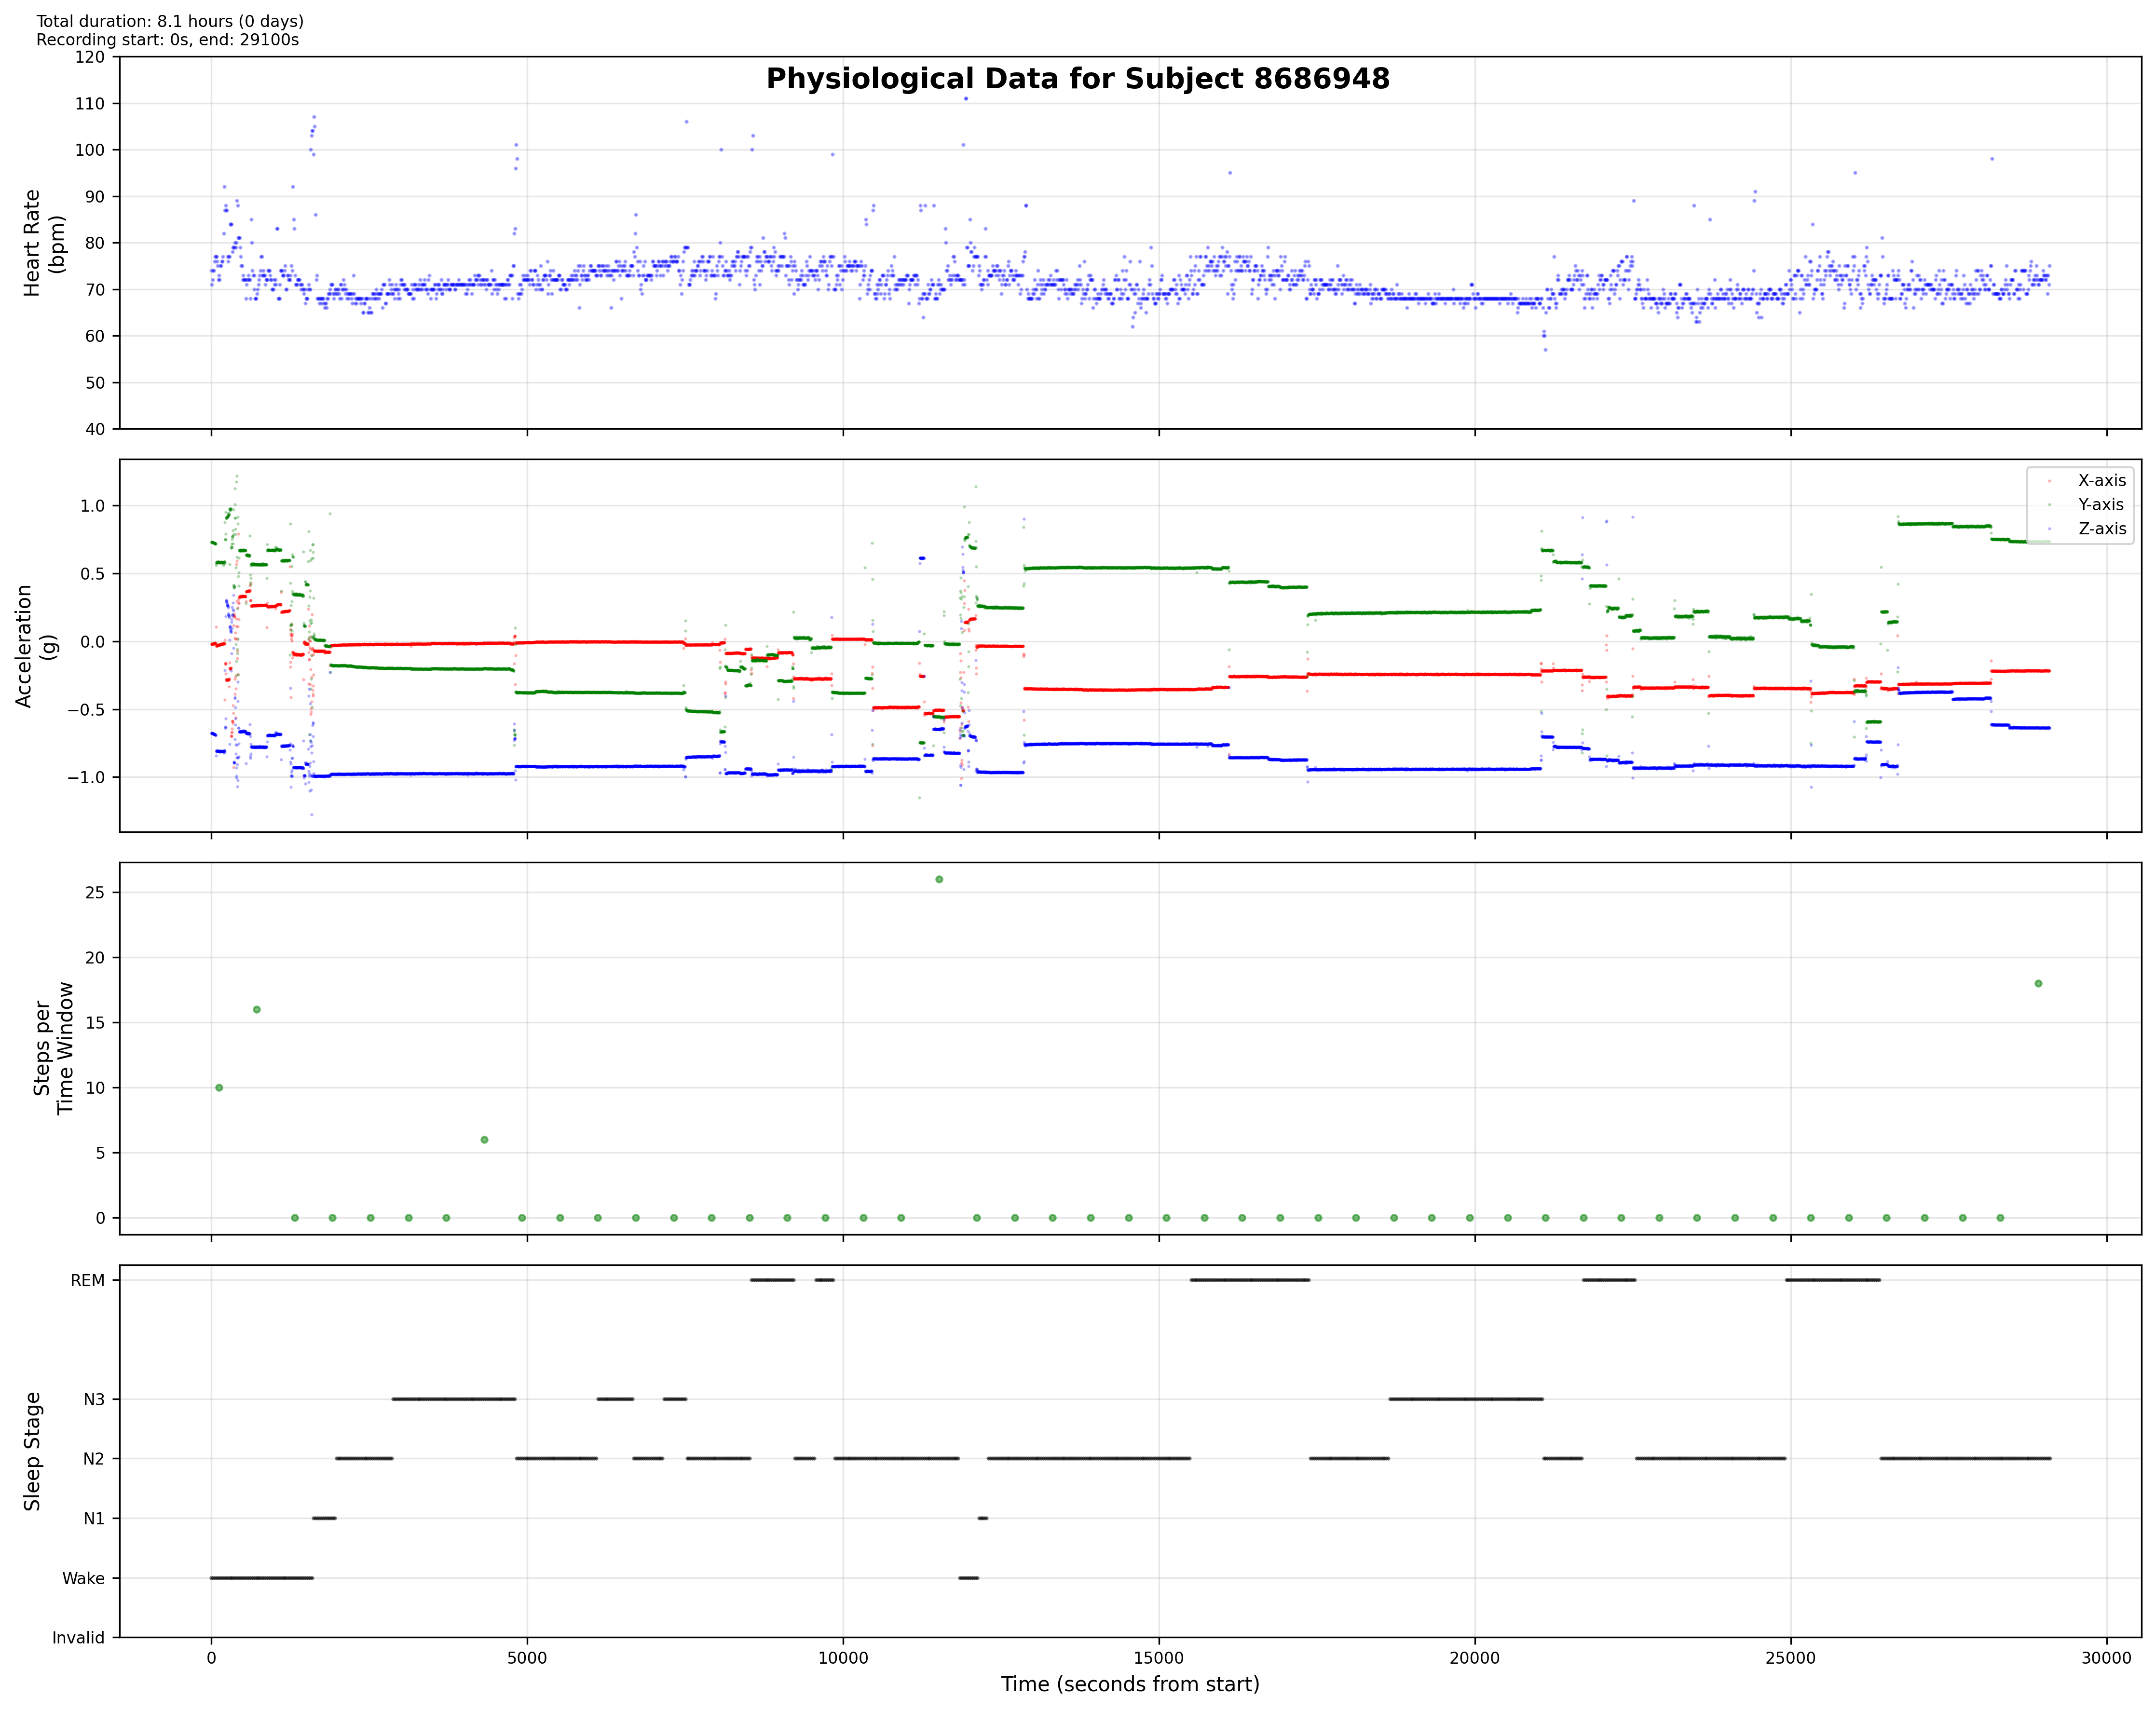 Total duration: 8.1 hours (0 days)
Recording start: 0s, end: 29100s
Physiological Data for Subject 8686948
120
110
100
90
80
70
60
50
40
Heart Rate
(bpm)
1.0
0.5
0.0
−0.5
−1.0
Acceleration
(g)
X-axis
Y-axis
Z-axis
25
20
15
10
5
0
Steps per
Time Window
REM
N3
N2
N1
Wake
Invalid
Sleep Stage
0 5000 10000 15000 20000 25000 30000
Time (seconds from start)